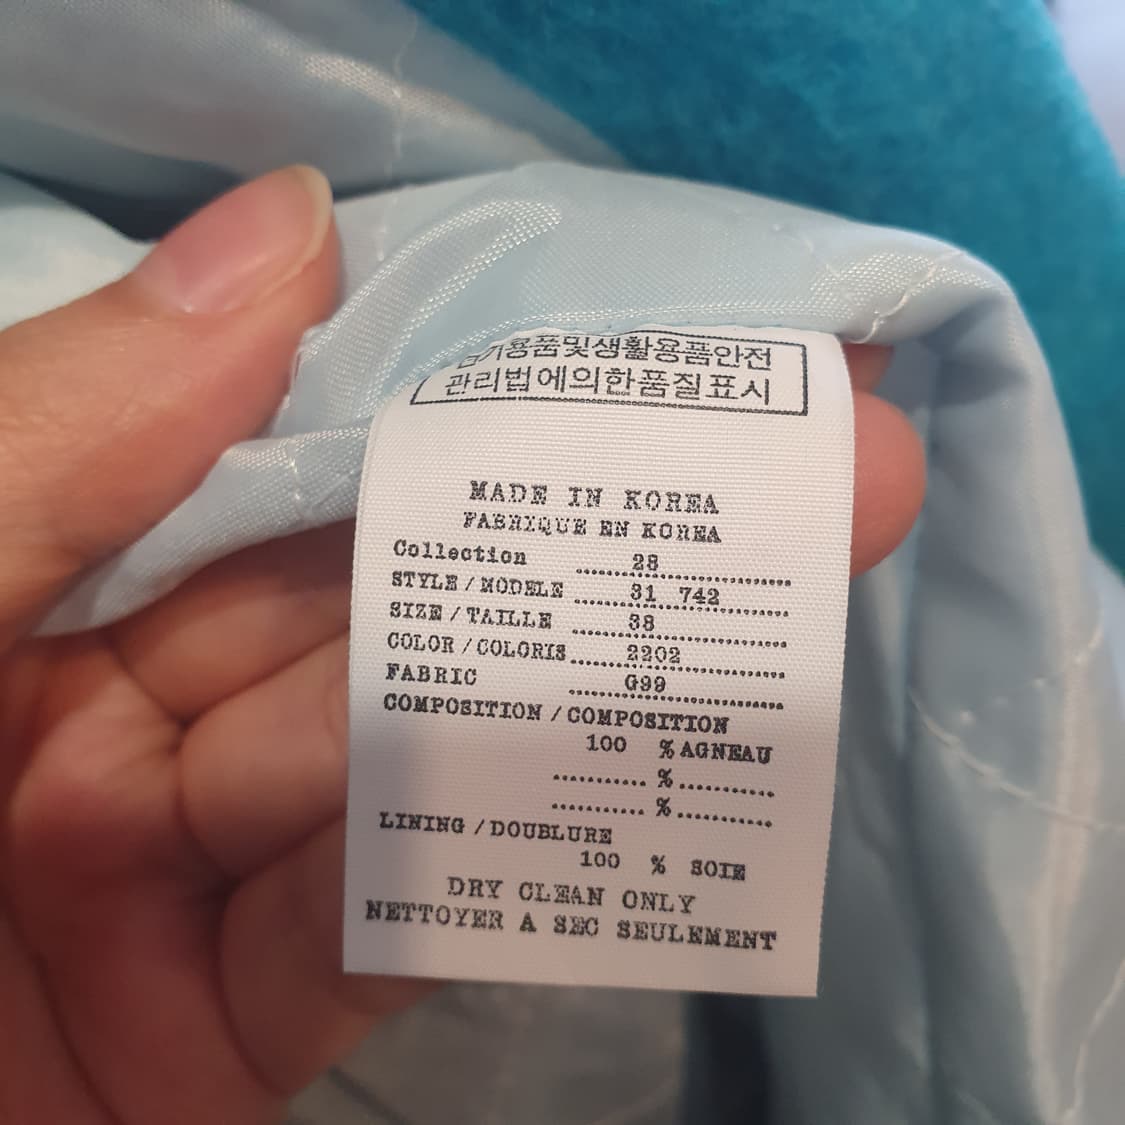 용품및생활용품안전
관리법에의한품질표시
MADE IN KOREA
FABRIQUE EN KOREA
Collection 28
STYLE / MODELE 31 742
SIZE / TAILLE 38
COLOR / COLORIS 2202
FABRIC G99
COMPOSITION / COMPOSITION
100 % AGNEAU
%
%
LINING / DOUBLURE
100 % SOIE
DRY CLEAN ONLY
NETTOYER A SEC SEULEMENT